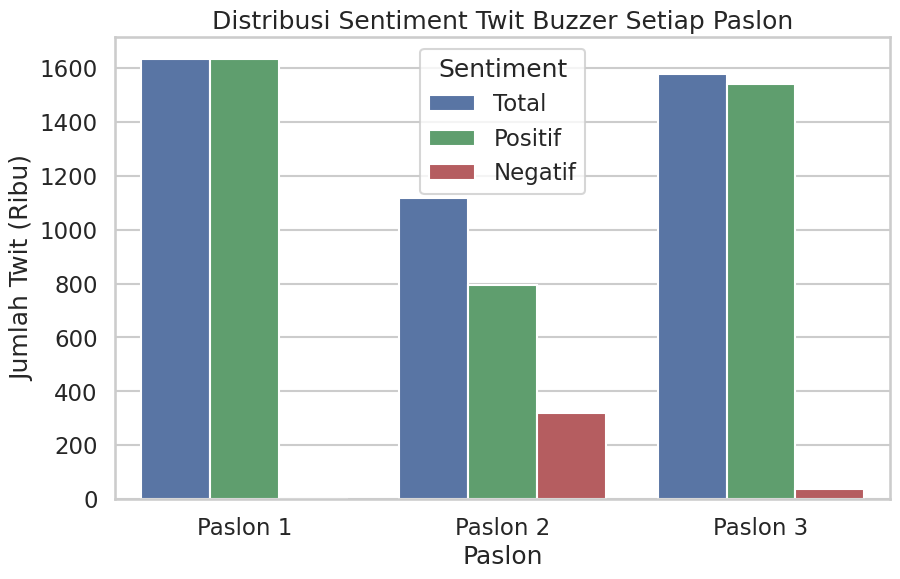 Distribusi Sentiment Twit Buzzer Setiap Paslon
Sentiment
Total
Positif
Negatif
Jumlah Twit (Ribu)
1600
1400
1200
1000
800
600
400
200
0
Paslon 1
Paslon 2
Paslon 3
Paslon